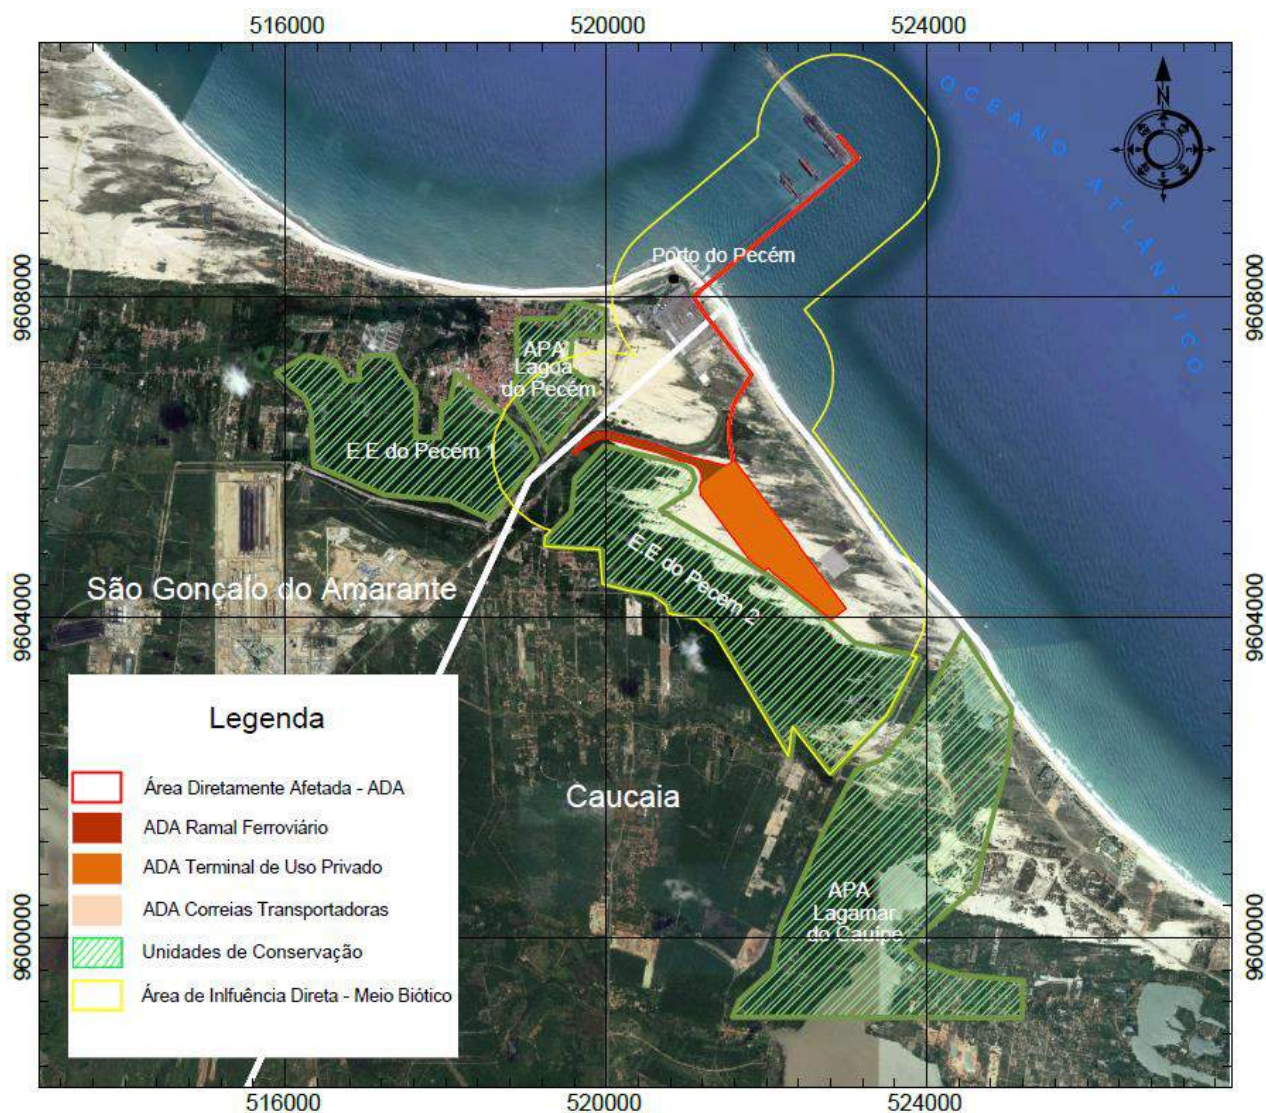 516000
520000
524000
OCEANO ATLÂNTICO
N
Porto do Pecém
9608000
9608000
APA
Lagoa
do Pecém
E.E do Pecém 1
E.E do Pecém 2
São Gonçalo do Amarante
9604000
9604000
Legenda
Área Diretamente Afetada - ADA
ADA Ramal Ferroviário
ADA Terminal de Uso Privado
ADA Correias Transportadoras
Unidades de Conservação
Área de Inlfuência Direta - Meio Biótico
Caucaia
APA
Lagamar
do Cauipe
9600000
9600000
516000
520000
524000